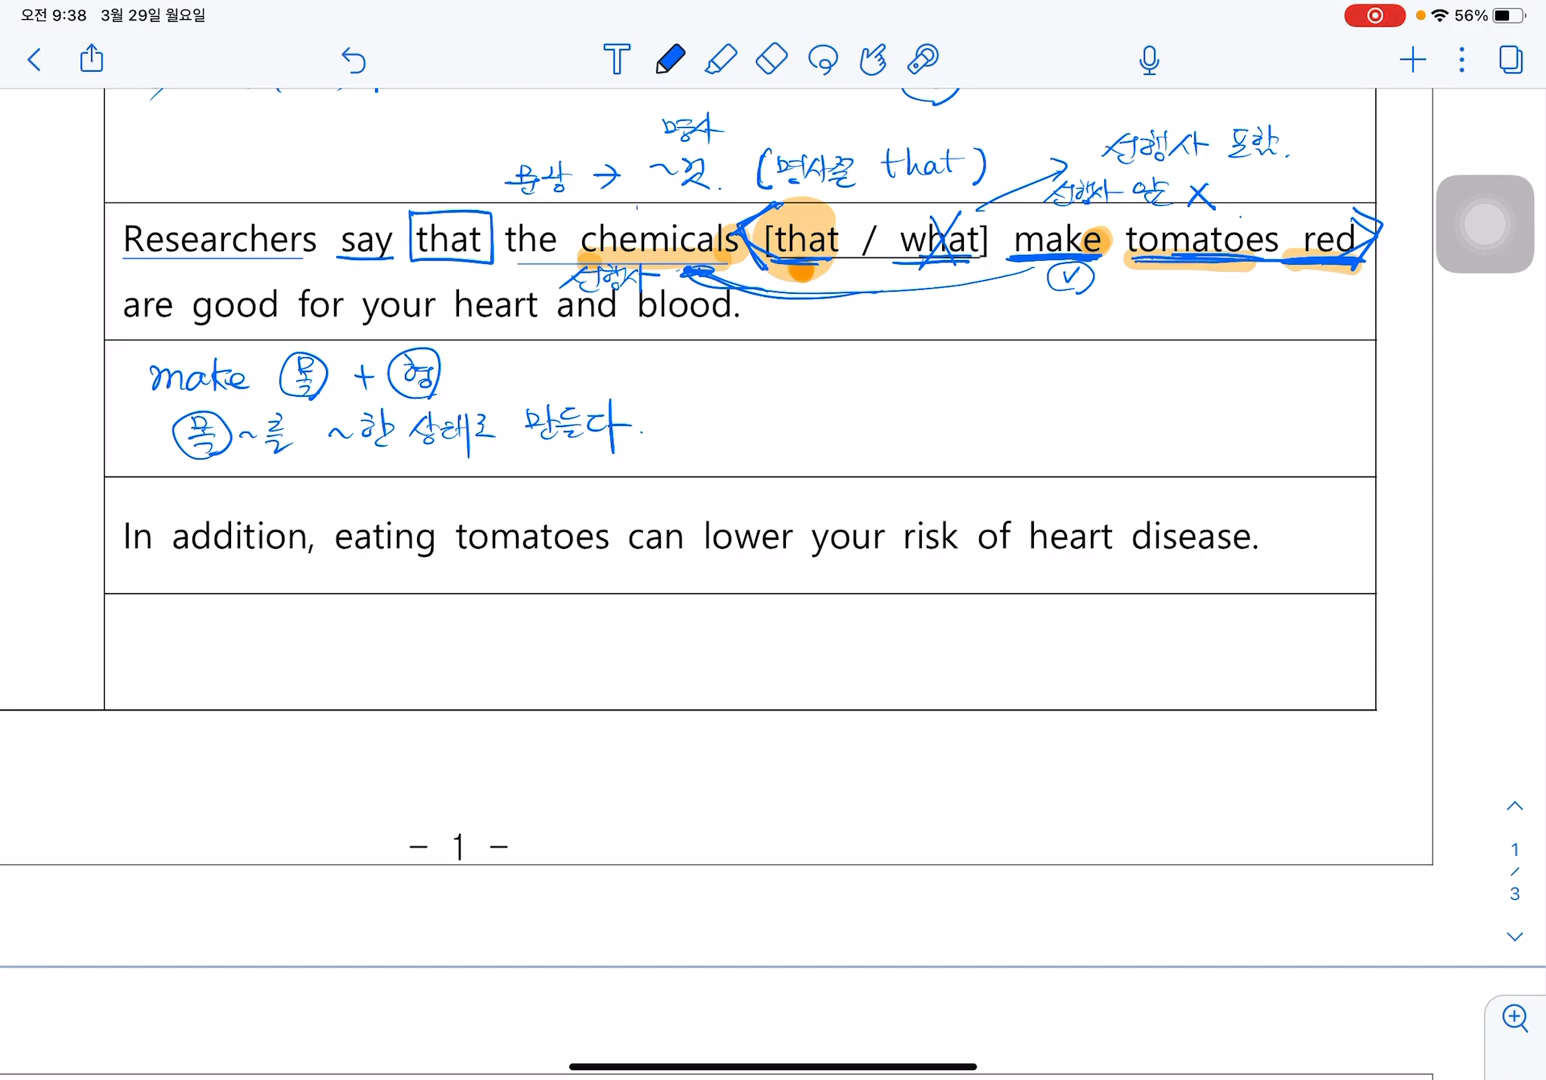 오전 9:38 3월 29일 월요일
56%
T
명사
문장 → ~것. (명사절 that)
선행사 포함.
선행사 앞 X
Researchers say that the chemicals [that / what] make tomatoes red
선행사
V
are good for your heart and blood.
make 목 + 형
목 ~를 ~한 상태로 만들다.
In addition, eating tomatoes can lower your risk of heart disease.
- 1 -
1
/
3